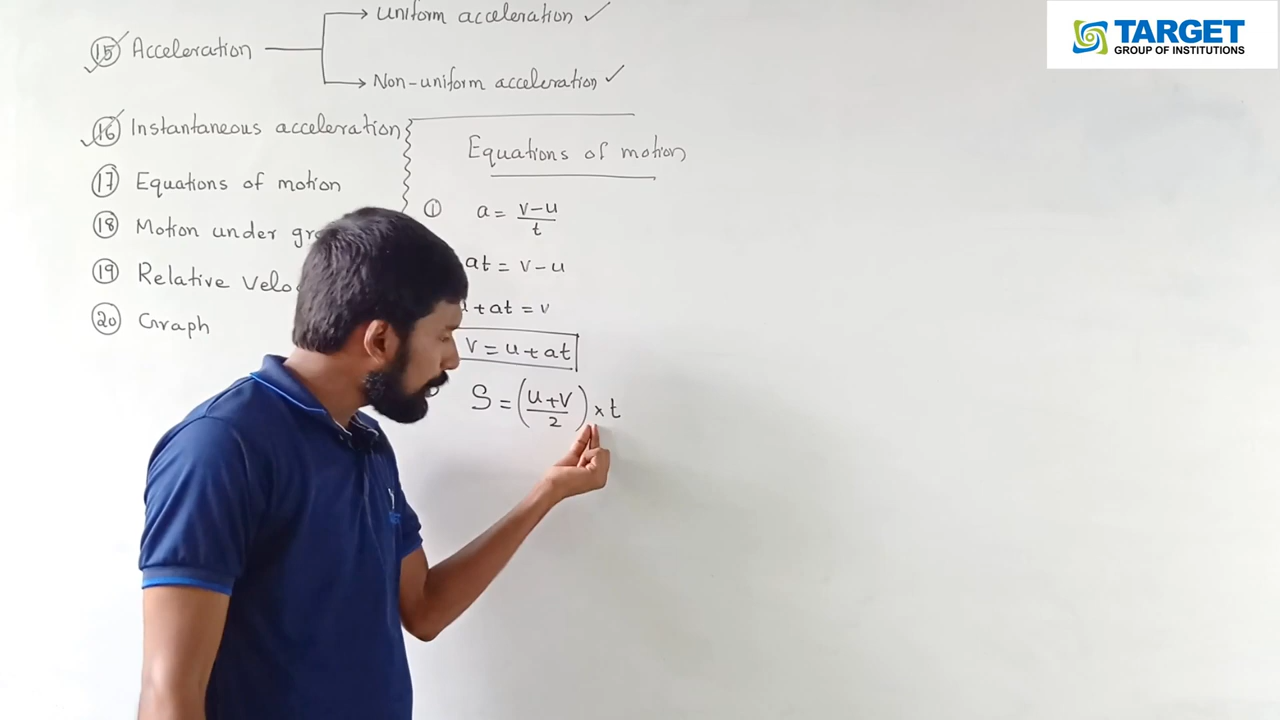 TARGET
GROUP OF INSTITUTIONS
Uniform acceleration ✓
15 Acceleration
Non-uniform acceleration ✓
16 Instantaneous acceleration
17 Equations of motion
18 Motion under
19 Relative
20 Graph
Equations of motion
① a = (v-u)/t
at = v-u
+ at = v
v = u + at
S = ((u+v)/2) × t